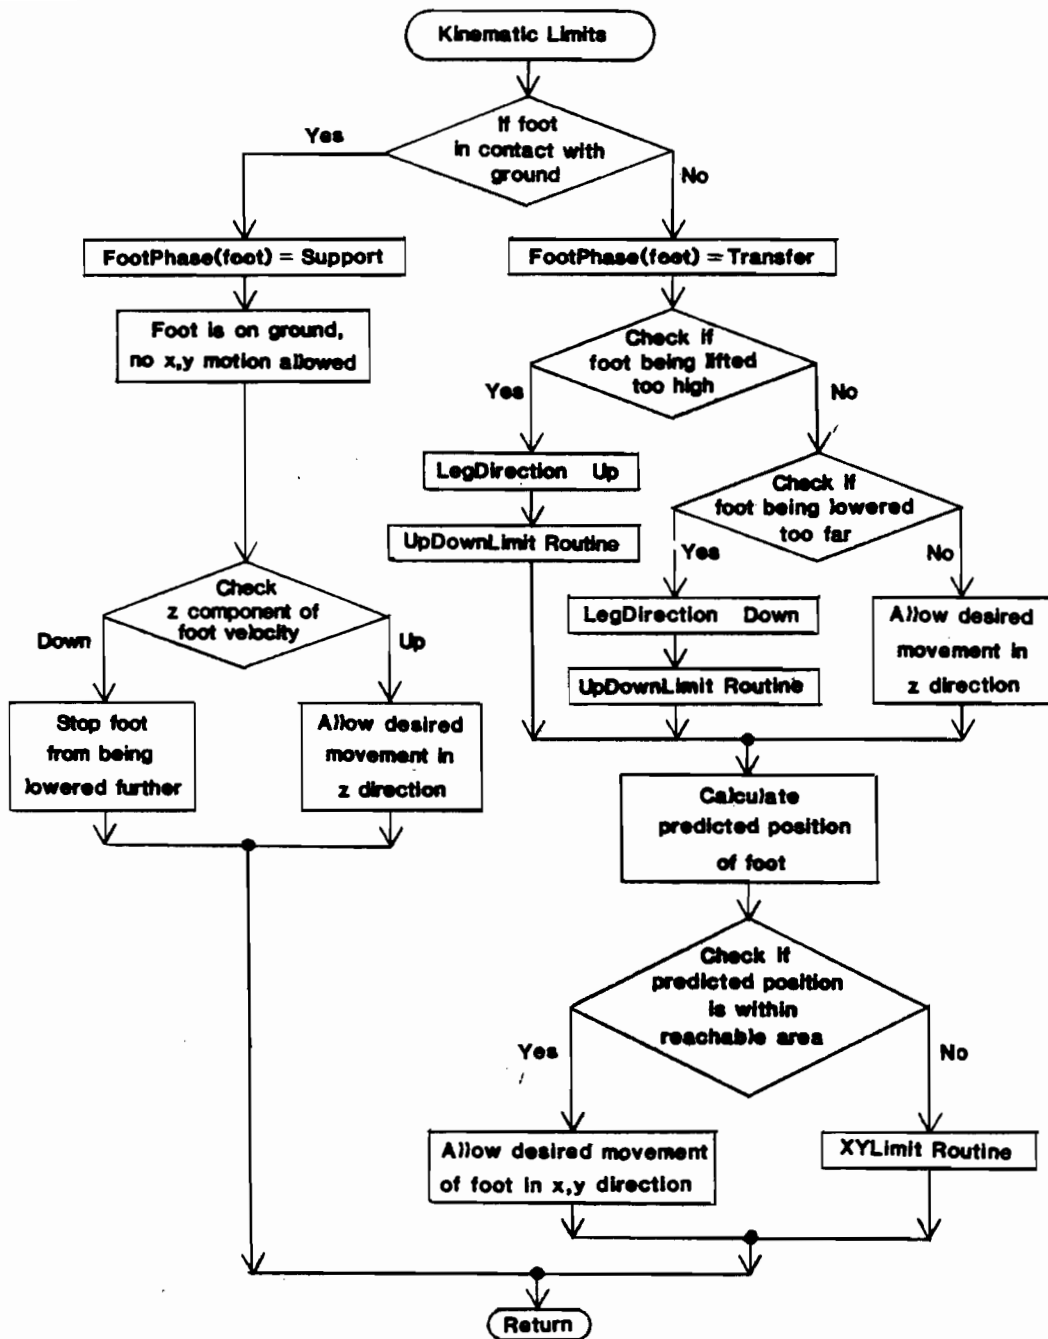 Kinematic Limits
If foot
in contact with
ground
Yes
No
FootPhase(foot) = Support
FootPhase(foot) = Transfer
Foot is on ground,
no x,y motion allowed
Check if
foot being lifted
too high
Yes
No
LegDirection Up
UpDownLimit Routine
Check if
foot being lowered
too far
Yes
No
LegDirection Down
UpDownLimit Routine
Allow desired
movement in
z direction
Check
z component of
foot velocity
Down
Up
Stop foot
from being
lowered further
Allow desired
movement in
z direction
Calculate
predicted position
of foot
Check if
predicted position
is within
reachable area
Yes
No
Allow desired movement
of foot in x,y direction
XYLimit Routine
Return